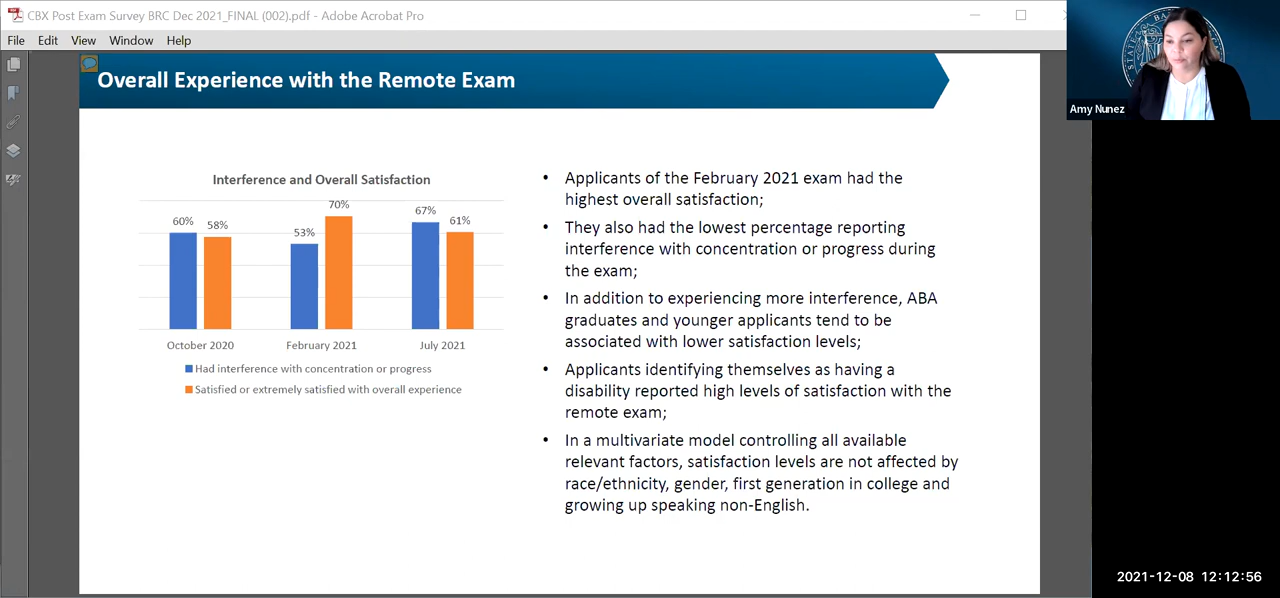 CBX Post Exam Survey BRC Dec 2021_FINAL (002).pdf - Adobe Acrobat Pro
File Edit View Window Help
Overall Experience with the Remote Exam
Amy Nunez
Interference and Overall Satisfaction
60% 58% 53% 70% 67% 61%
October 2020 February 2021 July 2021
Had interference with concentration or progress
Satisfied or extremely satisfied with overall experience
• Applicants of the February 2021 exam had the
highest overall satisfaction;
• They also had the lowest percentage reporting
interference with concentration or progress during
the exam;
• In addition to experiencing more interference, ABA
graduates and younger applicants tend to be
associated with lower satisfaction levels;
• Applicants identifying themselves as having a
disability reported high levels of satisfaction with the
remote exam;
• In a multivariate model controlling all available
relevant factors, satisfaction levels are not affected by
race/ethnicity, gender, first generation in college and
growing up speaking non-English.
2021-12-08 12:12:56